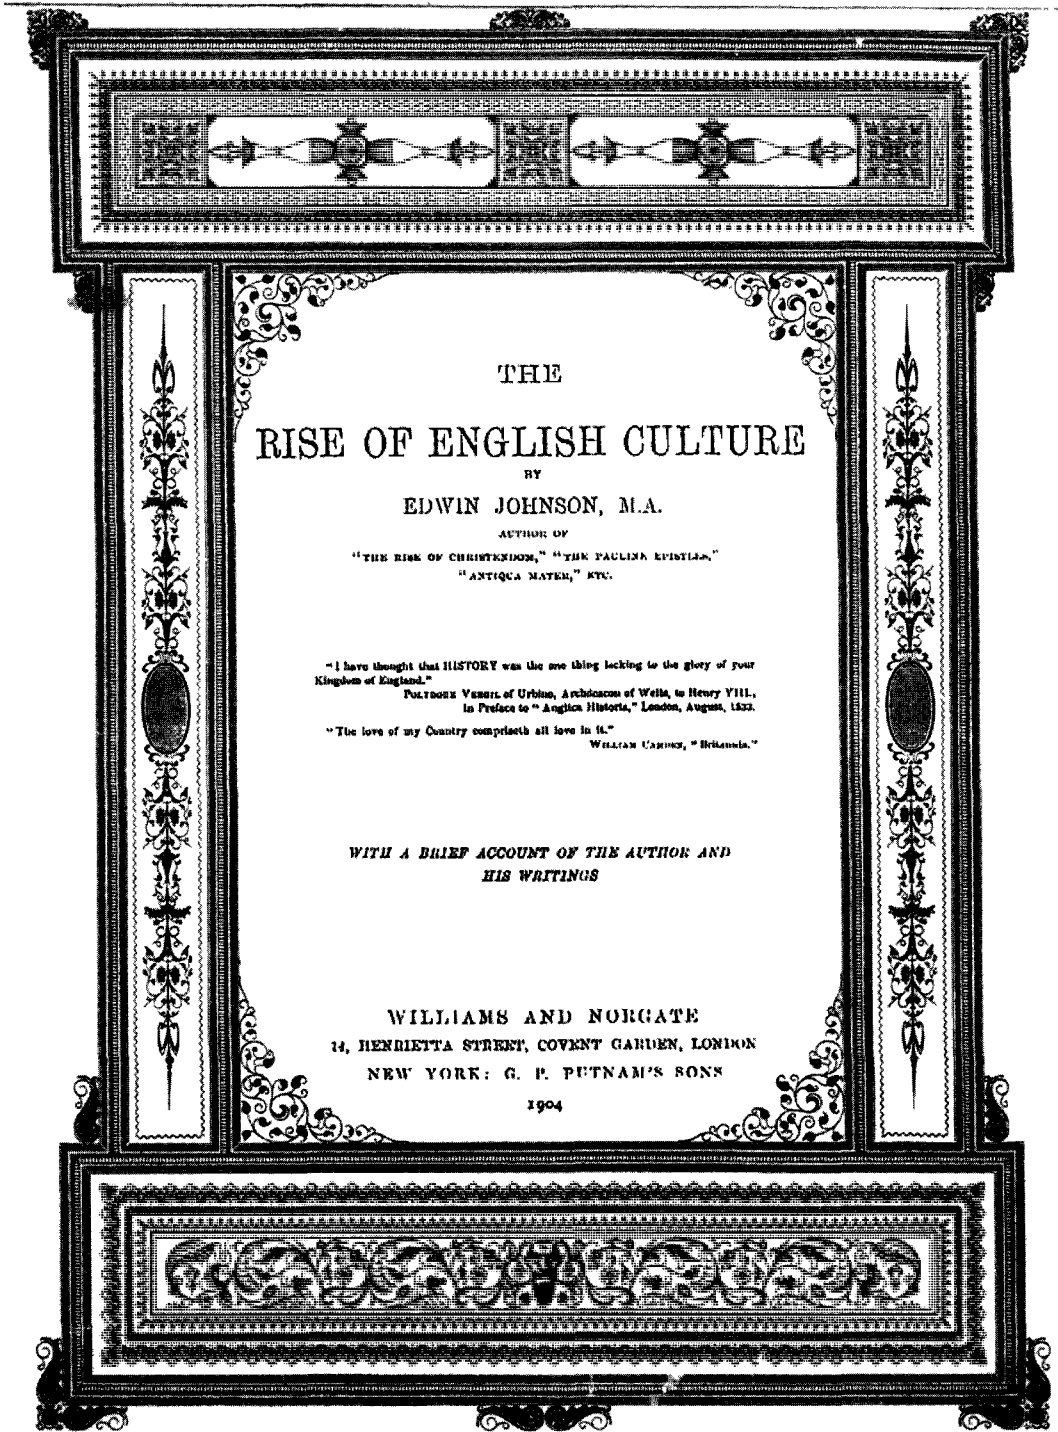 THE
RISE OF ENGLISH CULTURE
BY
EDWIN JOHNSON, M.A.
AUTHOR OF
"THE RISE OF CHRISTENDOM," "THE PAULINE EPISTLES,"
"ANTIQUA MATER," ETC.
"I have thought that HISTORY was the one thing lacking to the glory of your
Kingdom of England."
POLYDORE VERGIL of Urbino, Archdeacon of Wells, to Henry VIII.,
in Preface to "Anglica Historia," London, August, 1533.
"The love of my Country compriseth all love in it."
WILLIAM CAMDEN, "Britannia."
WITH A BRIEF ACCOUNT OF THE AUTHOR AND
HIS WRITINGS
WILLIAMS AND NORGATE
14, HENRIETTA STREET, COVENT GARDEN, LONDON
NEW YORK: G. P. PUTNAM'S SONS
1904